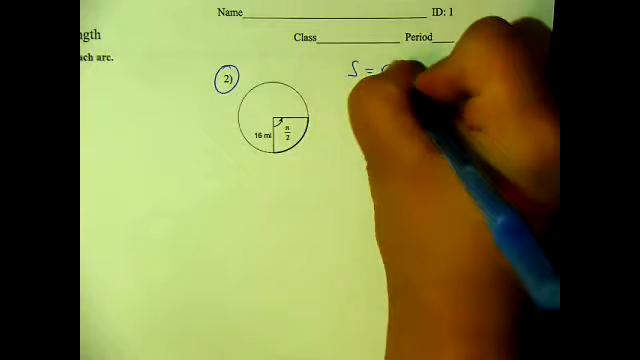 Name ID: 1
ngth
Class Period
ach arc.
2)
S =
16 mi
π
2